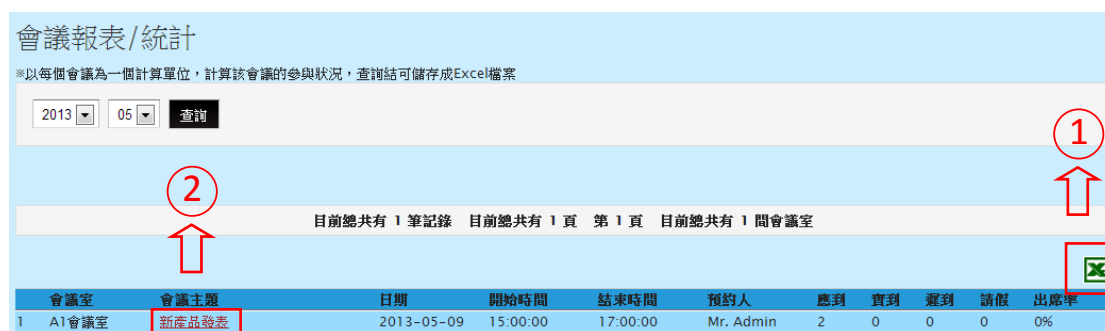 會議報表/統計
※以每個會議為一個計算單位，計算該會議的參與狀況，查詢結可儲存成Excel檔案
2013 05 查詢
1
2
目前總共有 1 筆記錄 目前總共有 1 頁 第 1 頁 目前總共有 1 間會議室
會議室 會議主題 日期 開始時間 結束時間 預約人 應到 實到 遲到 請假 出席率
1 A1會議室 新產品發表 2013-05-09 15:00:00 17:00:00 Mr. Admin 2 0 0 0 0%